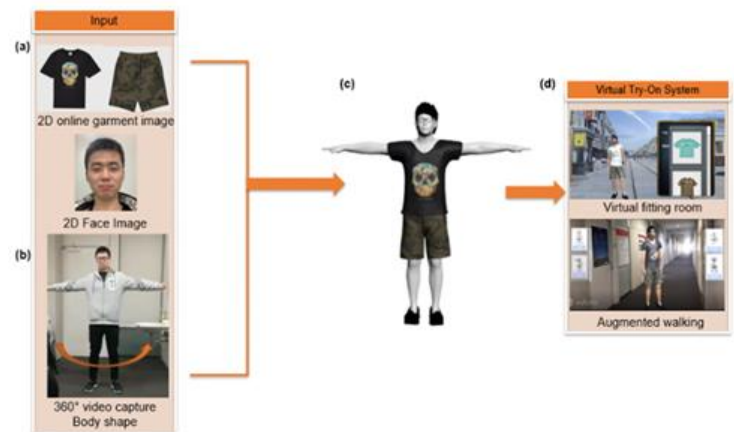 Input
(a)
2D online garment image
2D Face Image
(b)
360° video capture
Body shape
(c)
(d)
Virtual Try-On System
Virtual fitting room
Augmented walking